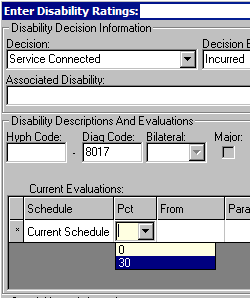 Enter Disability Ratings:
Disability Decision Information
Decision: Decision
Service Connected Incurred
Associated Disability:
Disability Descriptions And Evaluations
Hyph Code: Diag Code: Bilateral: Major:
- 8017
Current Evaluations:
Schedule Pct From Para
* Current Schedule
0
30